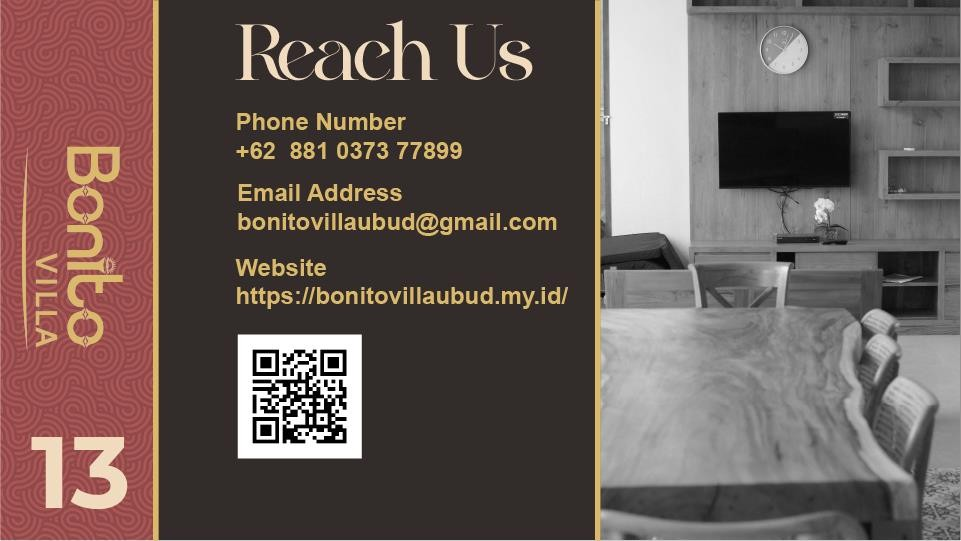 Bonito
VILLA
13
Reach Us
Phone Number
+62  881 0373 77899
Email Address
bonitovillaubud@gmail.com
Website
https://bonitovillaubud.my.id/